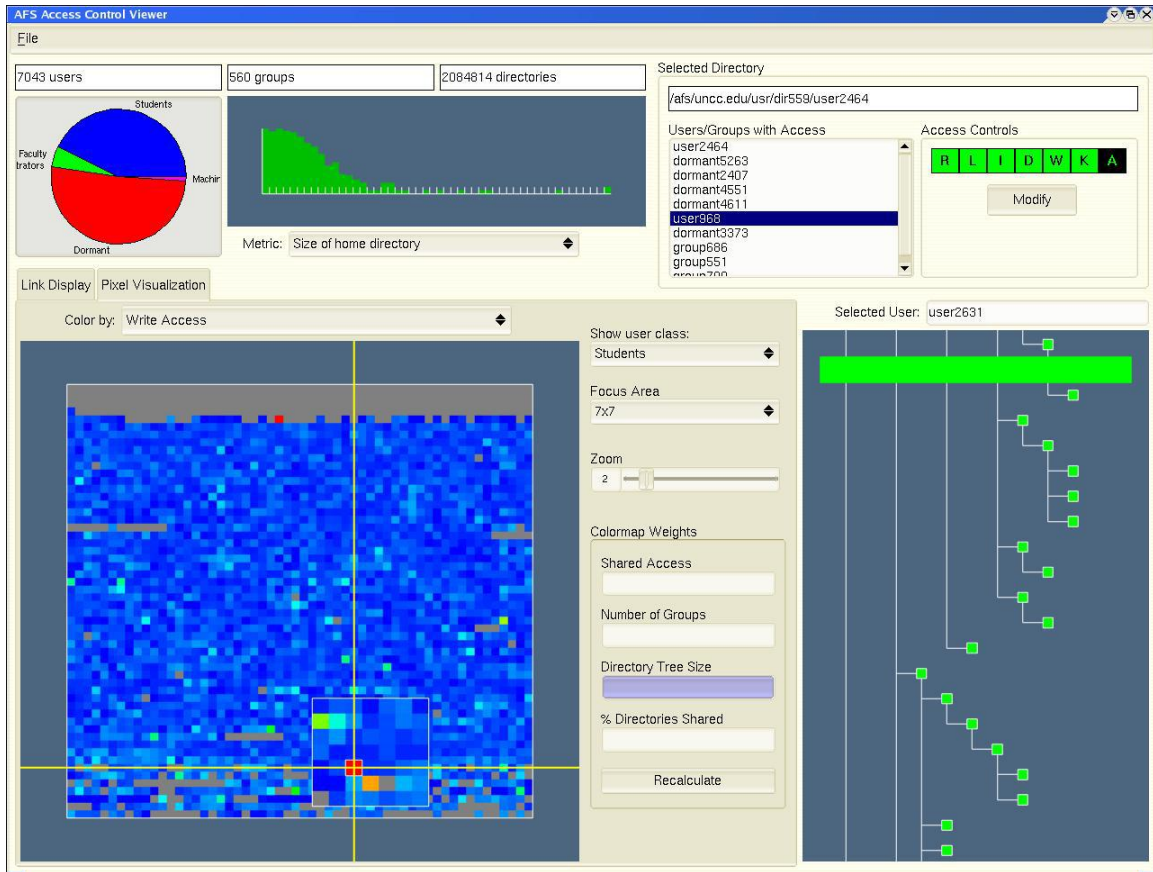 AFS Access Control Viewer
File
7043 users
560 groups
2084814 directories
Students
Faculty
trators
Machir
Dormant
Metric: Size of home directory
Selected Directory
/afs/uncc.edu/usr/dir559/user2464
Users/Groups with Access
user2464
dormant5263
dormant2407
dormant4551
dormant4611
user968
dormant3373
group686
group551
Access Controls
R L I D W K A
Modify
Link Display
Pixel Visualization
Color by: Write Access
Show user class:
Students
Focus Area
7x7
Zoom
2
Colormap Weights
Shared Access
Number of Groups
Directory Tree Size
% Directories Shared
Recalculate
Selected User: user2631